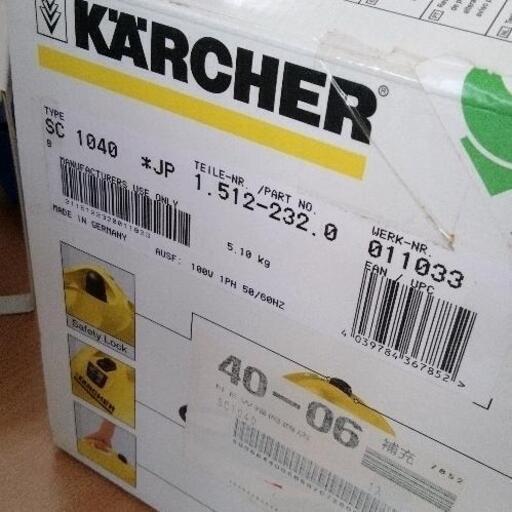 KÄRCHER®
TYPE
SC 1040 *JP
TEILE-NR. /PART NO.
1.512-232.0
WERK-NR.
011033
MANUFACTURERS USE ONLY
MADE IN GERMANY
5.10 kg
AUSF: 100V 1PH 50/60HZ
EAN / UPC
4 039784 367852 >
Safety Lock
40-06
補充
SC1040
/852